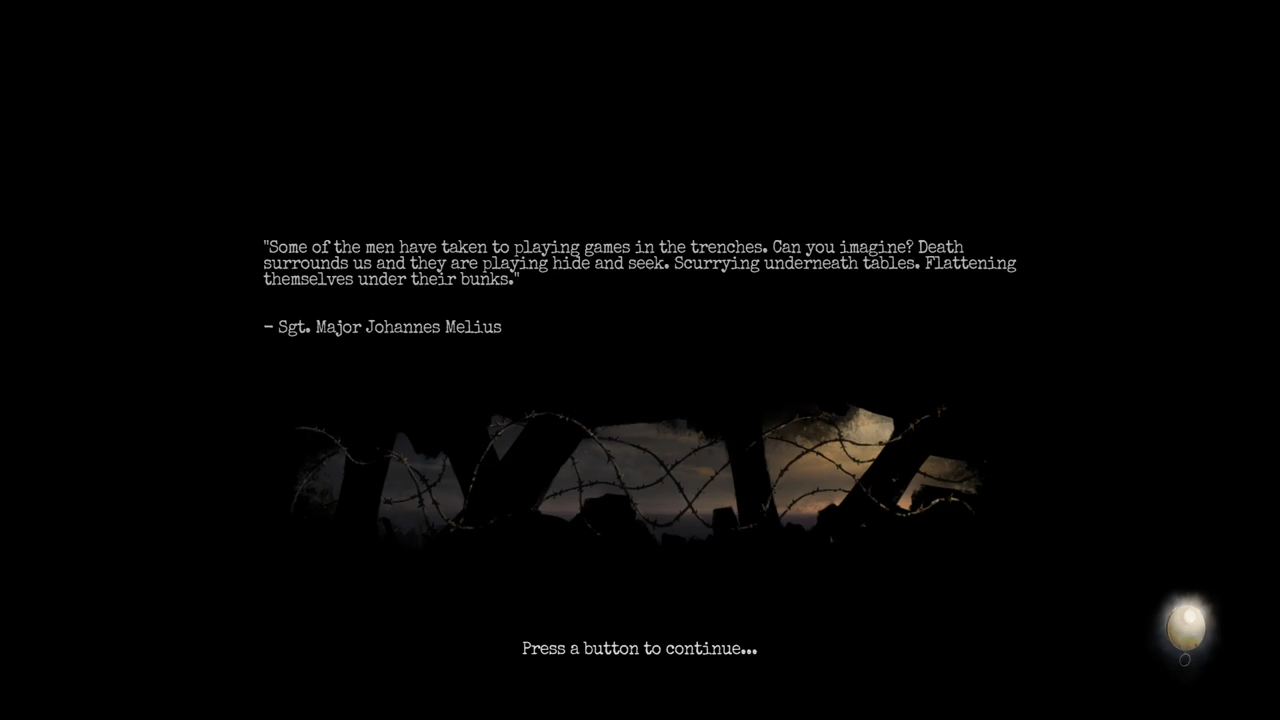 "Some of the men have taken to playing games in the trenches. Can you imagine? Death
surrounds us and they are playing hide and seek. Scurrying underneath tables. Flattening
themselves under their bunks."
- Sgt. Major Johannes Melius
Press a button to continue...